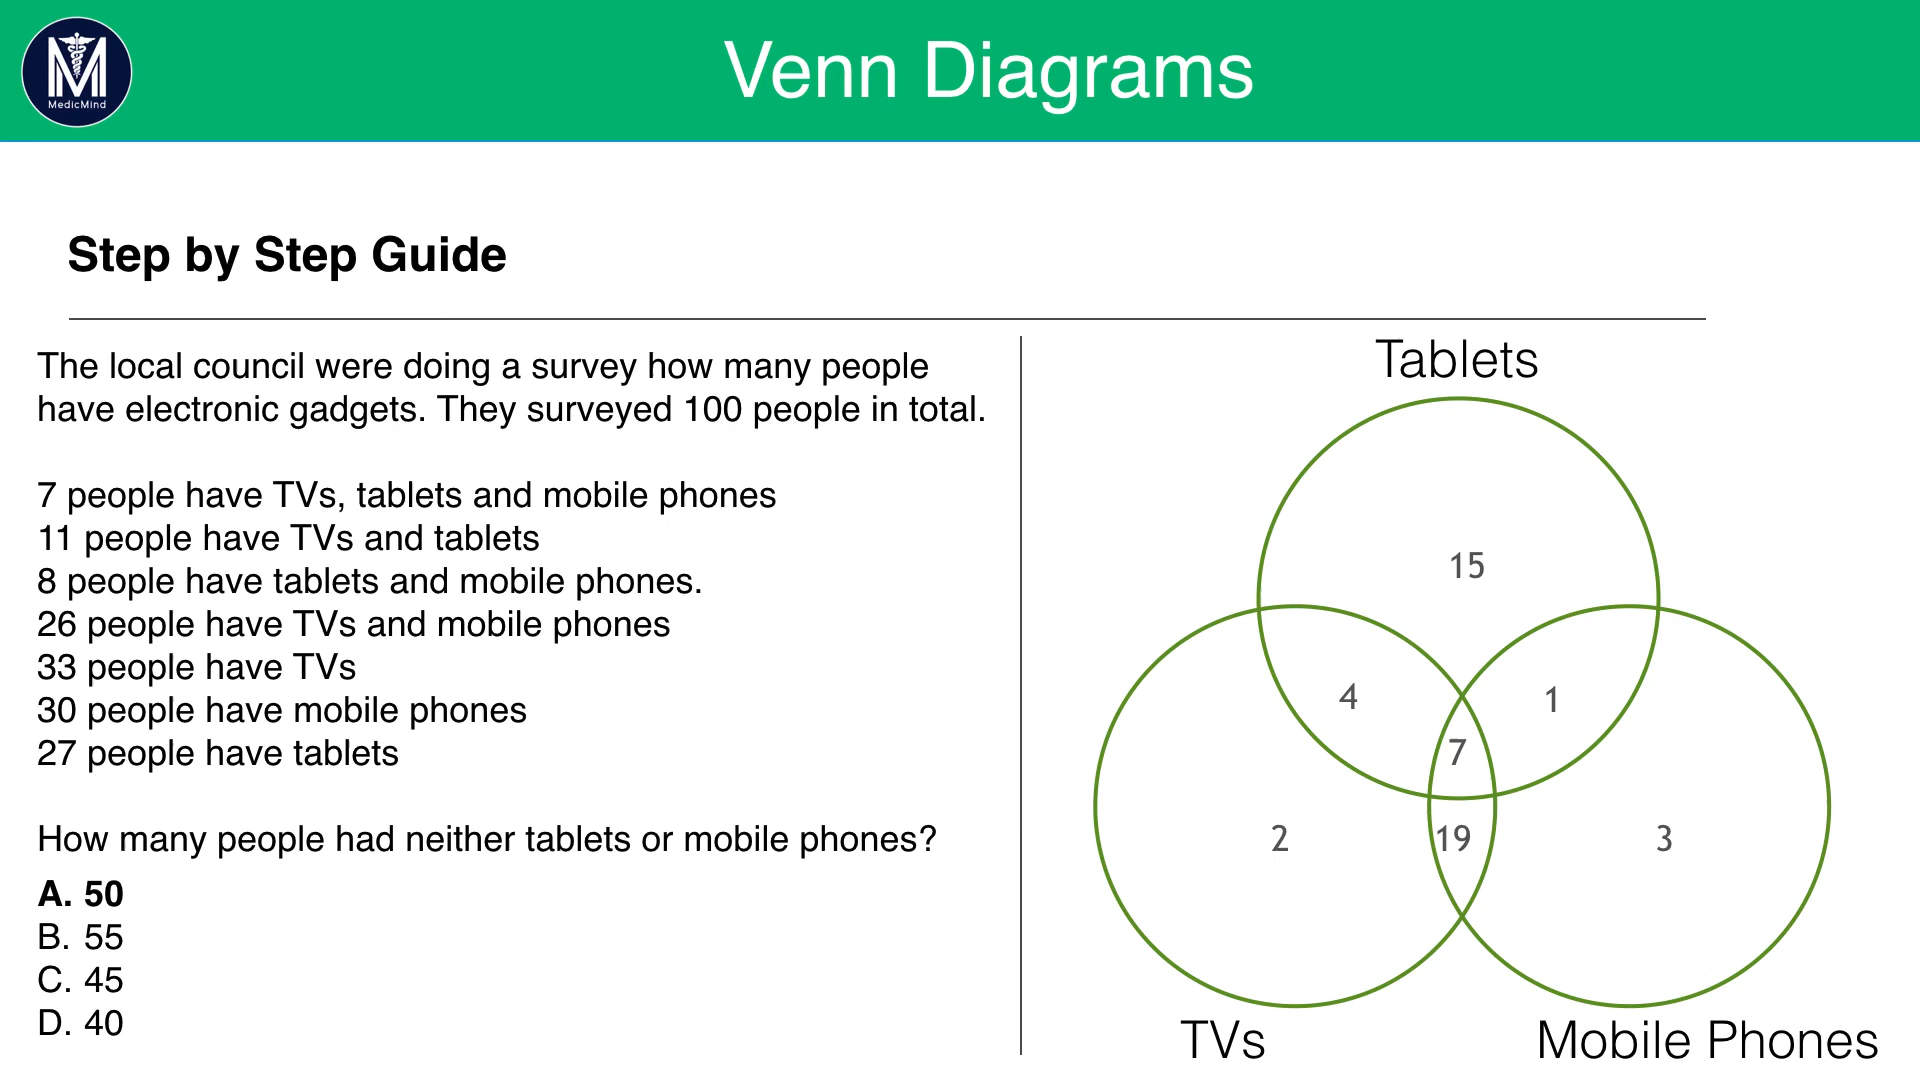 M
MedicMind
Venn Diagrams
Step by Step Guide
The local council were doing a survey how many people
have electronic gadgets. They surveyed 100 people in total.
7 people have TVs, tablets and mobile phones
11 people have TVs and tablets
8 people have tablets and mobile phones.
26 people have TVs and mobile phones
33 people have TVs
30 people have mobile phones
27 people have tablets
How many people had neither tablets or mobile phones?
A. 50
B. 55
C. 45
D. 40
Tablets
15
4
1
7
2
19
3
TVs
Mobile Phones